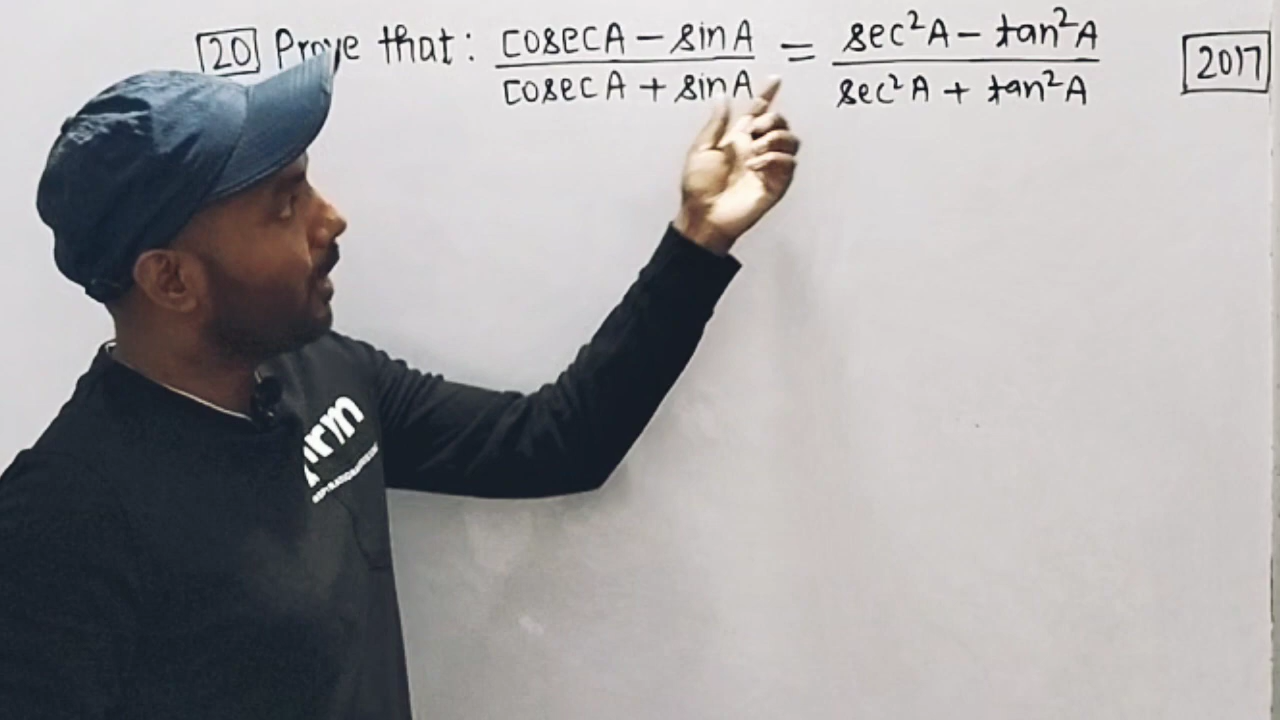 20 Prove that: (cosecA - sinA)/(cosecA + sinA) = (sec²A - tan²A)/(sec²A + tan²A) 2017